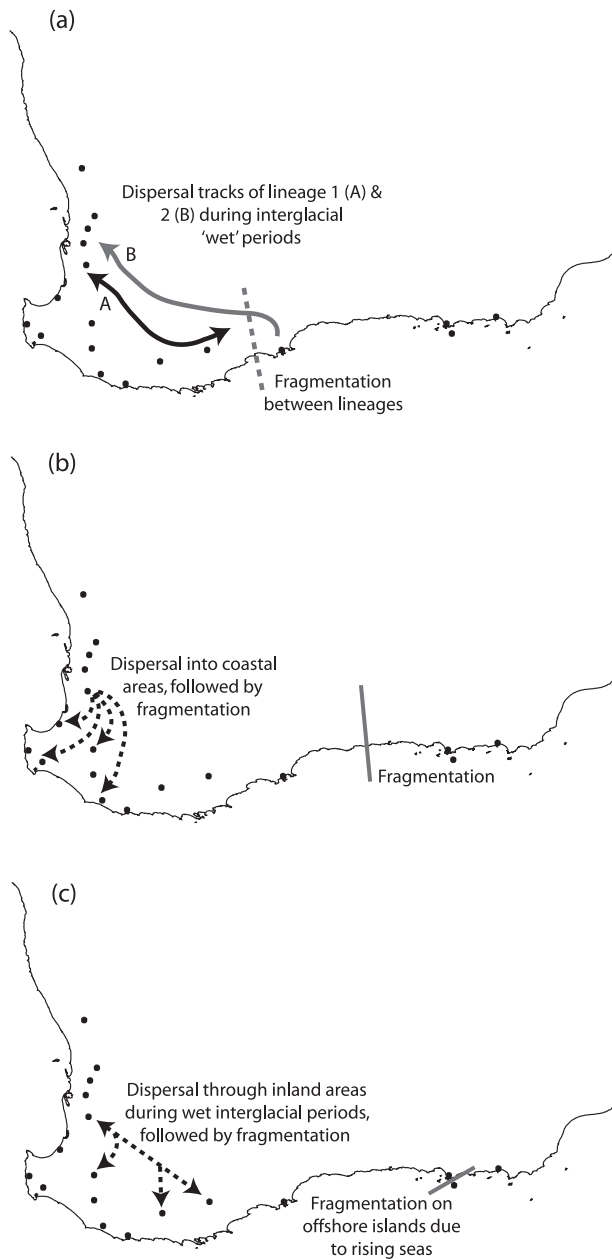 (a)
Dispersal tracks of lineage 1 (A) &
2 (B) during interglacial
‘wet’ periods
B
A
Fragmentation
between lineages
(b)
Dispersal into coastal
areas, followed by
fragmentation
Fragmentation
(c)
Dispersal through inland areas
during wet interglacial periods,
followed by fragmentation
Fragmentation on
offshore islands due
to rising seas